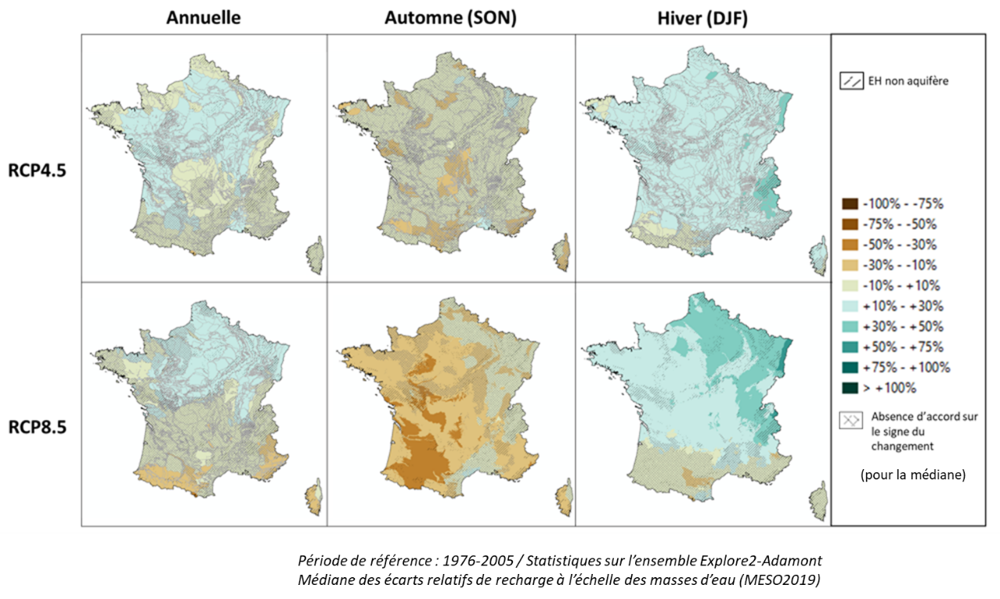 Annuelle
Automne (SON)
Hiver (DJF)
RCP4.5
RCP8.5
EH non aquifère
-100% - -75%
-75% - -50%
-50% - -30%
-30% - -10%
-10% - +10%
+10% - +30%
+30% - +50%
+50% - +75%
+75% - +100%
> +100%
Absence d'accord sur
le signe du
changement
(pour la médiane)
Période de référence : 1976-2005 / Statistiques sur l'ensemble Explore2-Adamont
Médiane des écarts relatifs de recharge à l'échelle des masses d'eau (MESO2019)